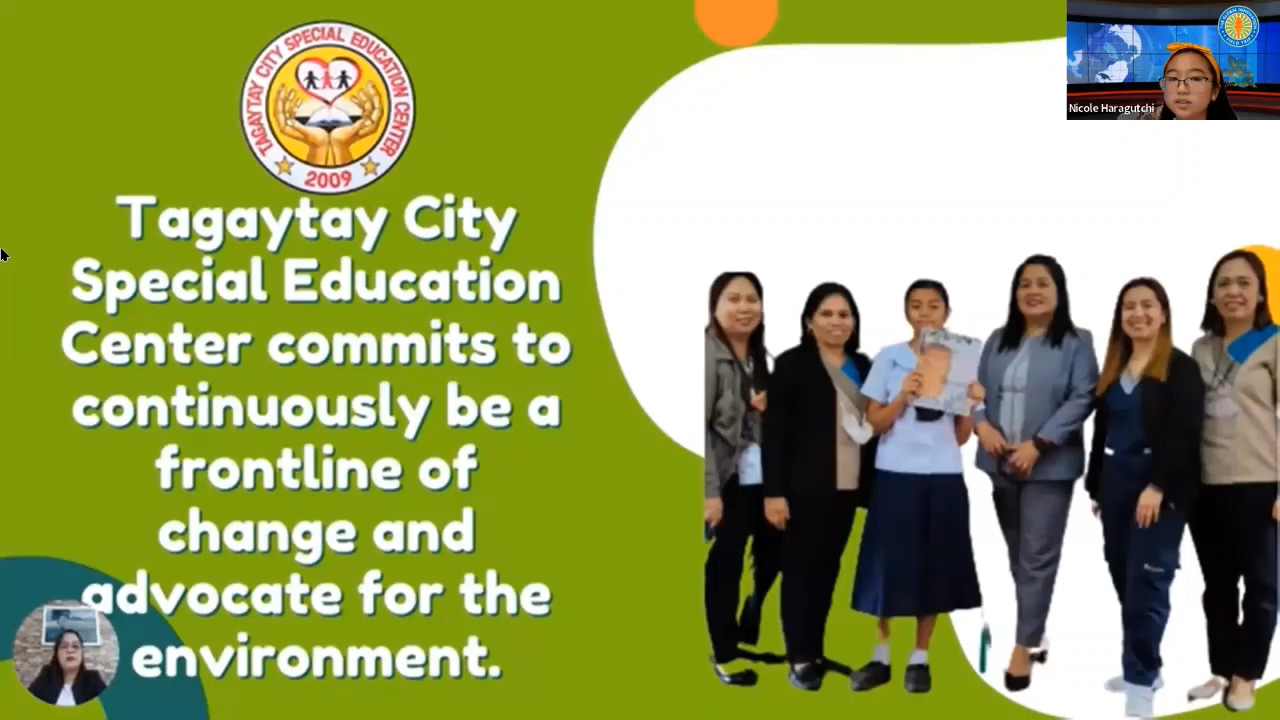 TAGAYTAY CITY SPECIAL EDUCATION CENTER
2009
Tagaytay City
Special Education
Center commits to
continuously be a
frontline of
change and
advocate for the
environment.
Nicole Haragutchi